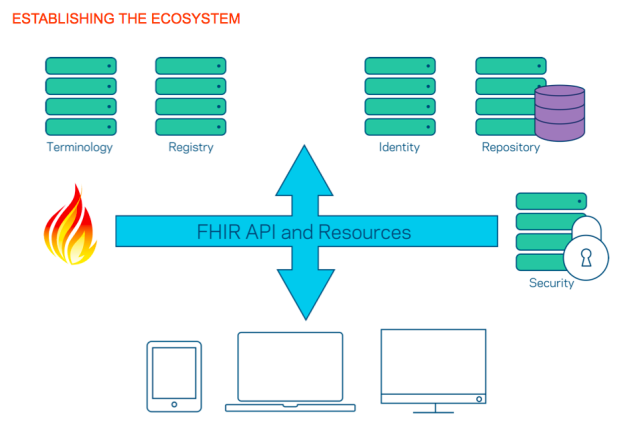 ESTABLISHING THE ECOSYSTEM
Terminology
Registry
Identity
Repository
FHIR API and Resources
Security